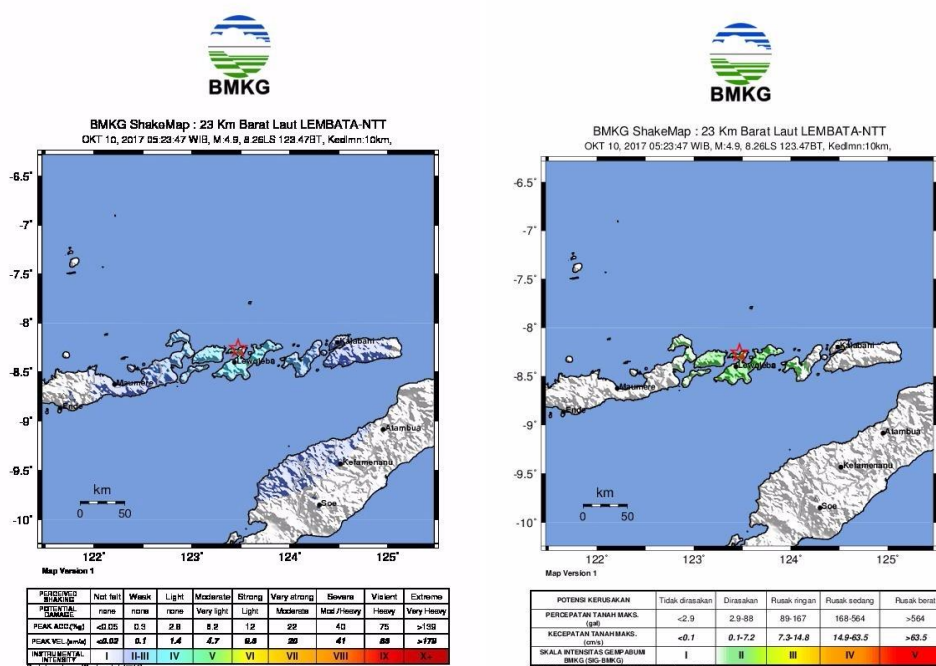 BMKG
BMKG ShakeMap : 23 Km Barat Laut LEMBATA-NTT
OKT 10, 2017 05:23:47 WIB, M:4.9, 8.26LS 123.47BT, Kedlmn:10km,
-6.5°
-7°
-7.5°
-8°
-8.5°
-9°
-9.5°
-10°
Kalabahi
Lewoleba
Maumere
Ende
Atambua
Kefamenanu
Soe
km
0 50
122° 123° 124° 125°
Map Version 1
PERCEIVED SHAKING Not felt Weak Light Moderate Strong Very strong Severe Violent Extreme
POTENTIAL DAMAGE none none none Very light Light Moderate Mod./Heavy Heavy Very Heavy
PEAK ACC.(%g) <0.05 0.3 2.8 6.2 12 22 40 75 >139
PEAK VEL.(cm/s) <0.02 0.1 1.4 4.7 9.6 20 41 86 >178
INSTRUMENTAL INTENSITY I II-III IV V VI VII VIII IX X+
BMKG
BMKG ShakeMap : 23 Km Barat Laut LEMBATA-NTT
OKT 10, 2017 05:23:47 WIB, M:4.9, 8.26LS 123.47BT, Kedlmn:10km,
-6.5°
-7°
-7.5°
-8°
-8.5°
-9°
-9.5°
-10°
Kalabahi
Lewoleba
Maumere
Ende
Atambua
Kefamenanu
Soe
km
0 50
122° 123° 124° 125°
Map Version 1
POTENSI KERUSAKAN Tidak dirasakan Dirasakan Rusak ringan Rusak sedang Rusak berat
PERCEPATAN TANAH MAKS. (gal) <2.9 2.9-88 89-167 168-564 >564
KECEPATAN TANAH MAKS. (cm/s) <0.1 0.1-7.2 7.3-14.8 14.9-63.5 >63.5
SKALA INTENSITAS GEMPABUMI BMKG (SIG-BMKG) I II III IV V